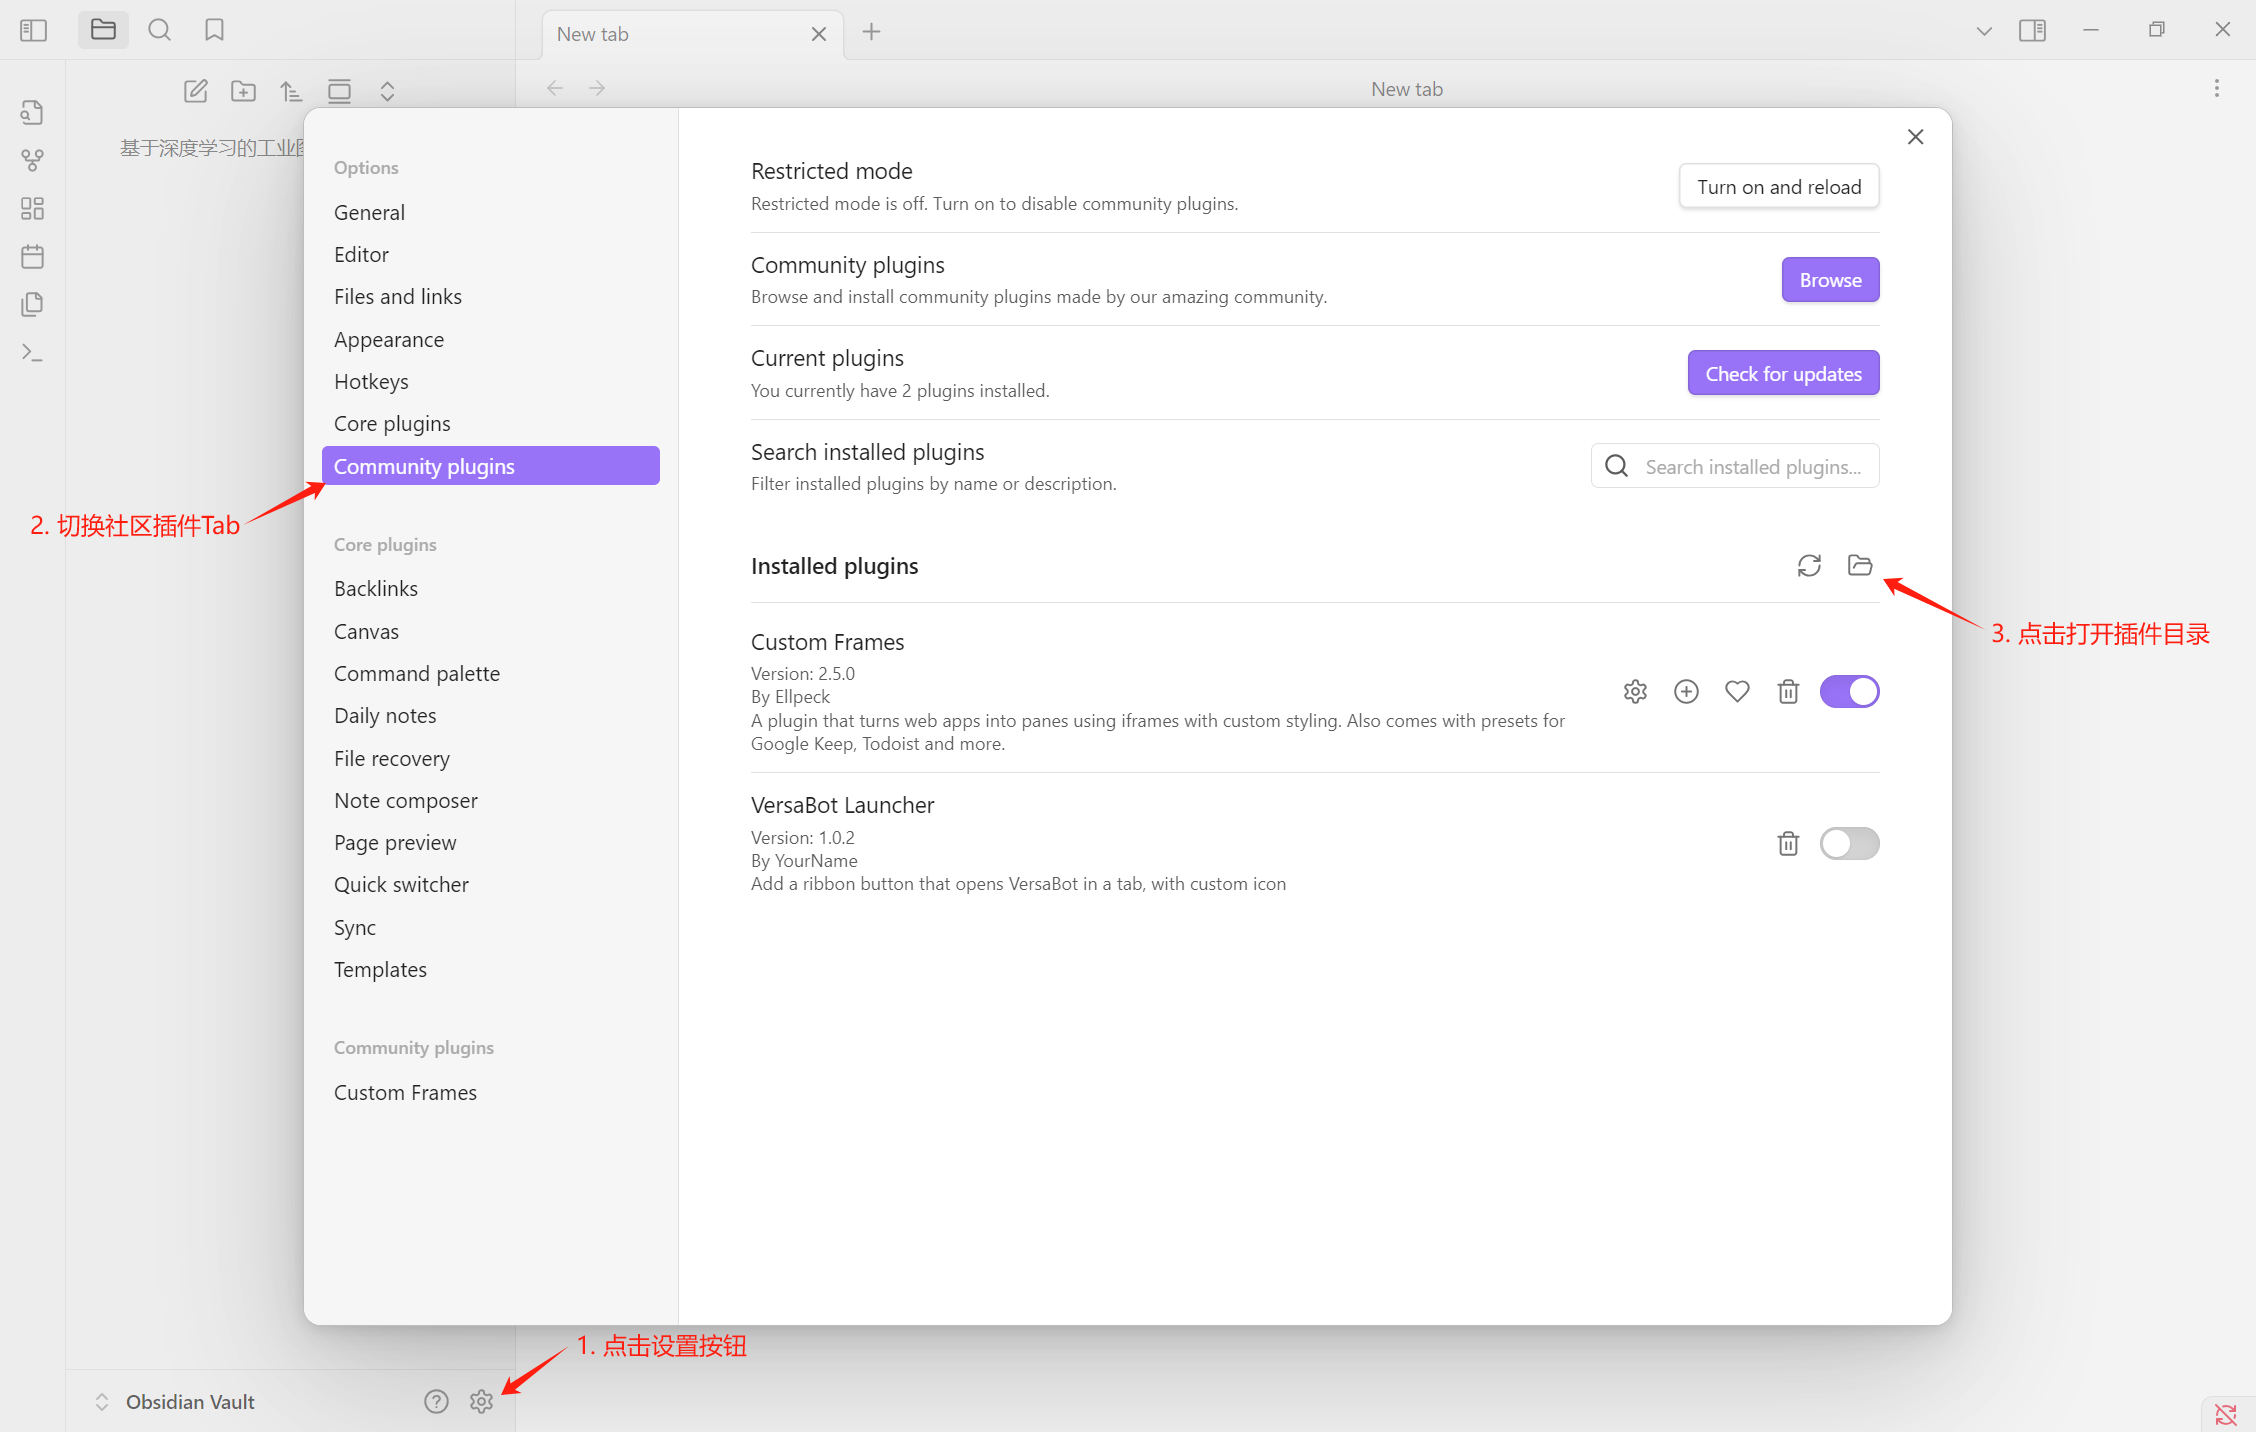 New tab
New tab
基于深度学习的工业
Options
General
Editor
Files and links
Appearance
Hotkeys
Core plugins
Community plugins
2. 切换社区插件Tab
Core plugins
Backlinks
Canvas
Command palette
Daily notes
File recovery
Note composer
Page preview
Quick switcher
Sync
Templates
Community plugins
Custom Frames
Restricted mode
Restricted mode is off. Turn on to disable community plugins.
Turn on and reload
Community plugins
Browse and install community plugins made by our amazing community.
Browse
Current plugins
You currently have 2 plugins installed.
Check for updates
Search installed plugins
Filter installed plugins by name or description.
Search installed plugins...
Installed plugins
3. 点击打开插件目录
Custom Frames
Version: 2.5.0
By Ellpeck
A plugin that turns web apps into panes using iframes with custom styling. Also comes with presets for
Google Keep, Todoist and more.
VersaBot Launcher
Version: 1.0.2
By YourName
Add a ribbon button that opens VersaBot in a tab, with custom icon
1. 点击设置按钮
Obsidian Vault